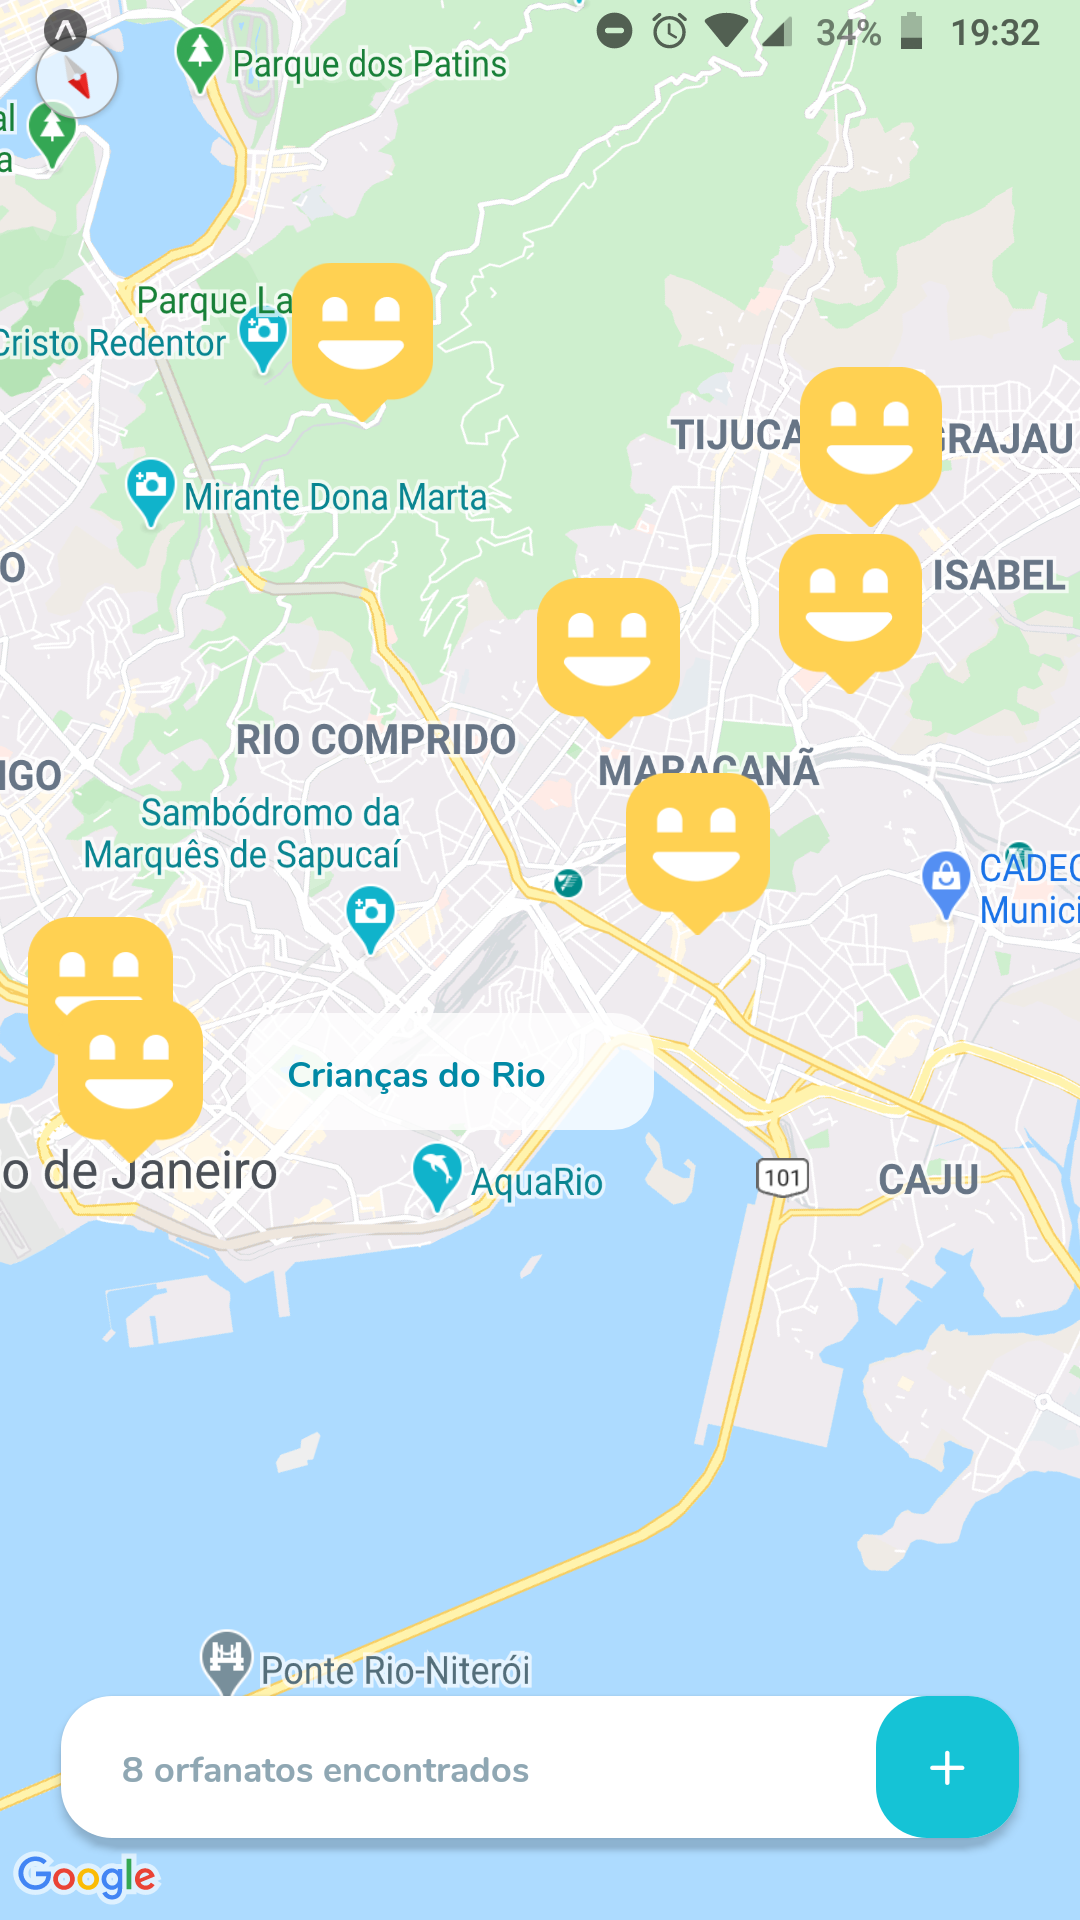 34%
19:32
Parque dos Patins
al
a
Parque La
Cristo Redentor
TIJUCA
GRAJAU
Mirante Dona Marta
O
ISABEL
RIO COMPRIDO
IGO
MARACANÃ
Sambódromo da
Marquês de Sapucaí
CADEG
Munici
Crianças do Rio
o de Janeiro
AquaRio
101
CAJU
Ponte Rio-Niterói
8 orfanatos encontrados
+
Google